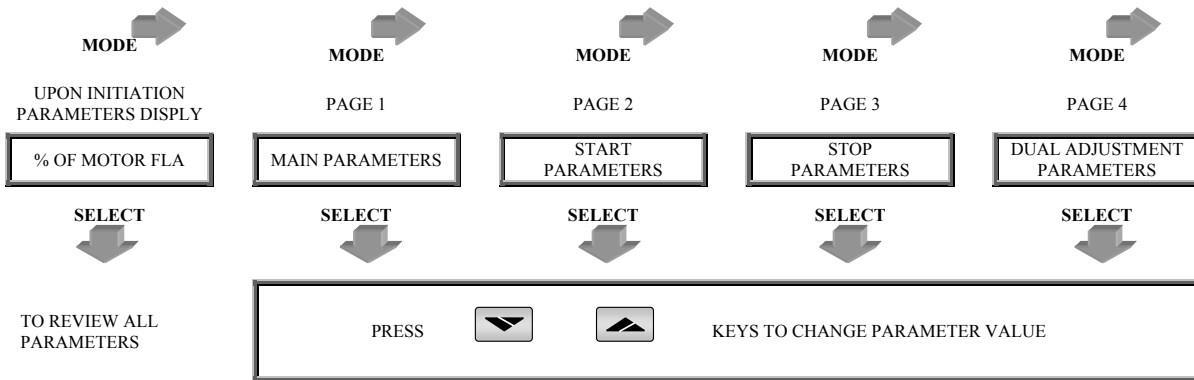 MODE
MODE
MODE
MODE
MODE
UPON INITIATION
PARAMETERS DISPLY
PAGE 1
PAGE 2
PAGE 3
PAGE 4
% OF MOTOR FLA
MAIN PARAMETERS
START
PARAMETERS
STOP
PARAMETERS
DUAL ADJUSTMENT
PARAMETERS
SELECT
SELECT
SELECT
SELECT
SELECT
TO REVIEW ALL
PARAMETERS
PRESS KEYS TO CHANGE PARAMETER VALUE